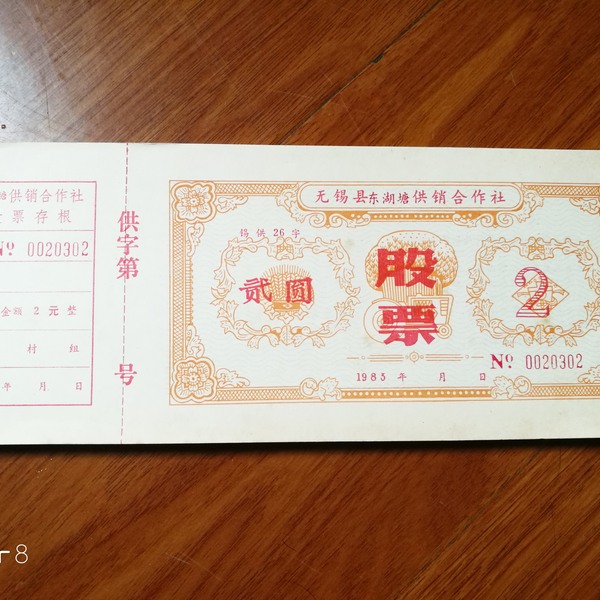 供销合作社
票存根
Nº 0020302
金额 2 元整
村 组
年 月 日
供字第 号
无锡县东湖塘供销合作社
锡供26字
贰圆
股票
2
Nº 0020302
1983 年 月 日
8